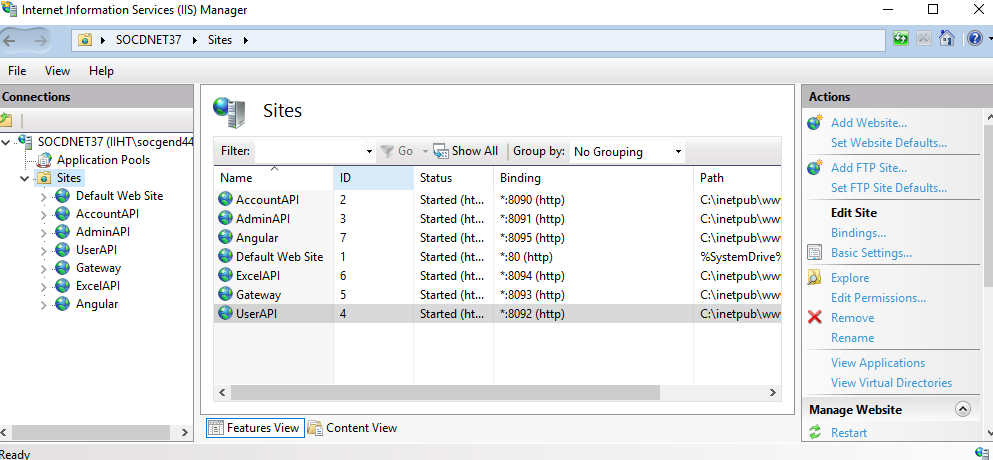 Internet Information Services (IIS) Manager
SOCDNET37 Sites
File View Help
Connections
SOCDNET37 (IIHT\socgend44
Application Pools
Sites
Default Web Site
AccountAPI
AdminAPI
UserAPI
Gateway
ExcelAPI
Angular
Sites
Filter: Go Show All Group by: No Grouping
Name ID Status Binding Path
AccountAPI 2 Started (ht... *:8090 (http) C:\inetpub\ww
AdminAPI 3 Started (ht... *:8091 (http) C:\inetpub\ww
Angular 7 Started (ht... *:8095 (http) C:\inetpub\ww
Default Web Site 1 Started (ht... *:80 (http) %SystemDrive%
ExcelAPI 6 Started (ht... *:8094 (http) C:\inetpub\ww
Gateway 5 Started (ht... *:8093 (http) C:\inetpub\ww
UserAPI 4 Started (ht... *:8092 (http) C:\inetpub\ww
Features View Content View
Actions
Add Website...
Set Website Defaults...
Add FTP Site...
Set FTP Site Defaults...
Edit Site
Bindings...
Basic Settings...
Explore
Edit Permissions...
Remove
Rename
View Applications
View Virtual Directories
Manage Website
Restart
Ready